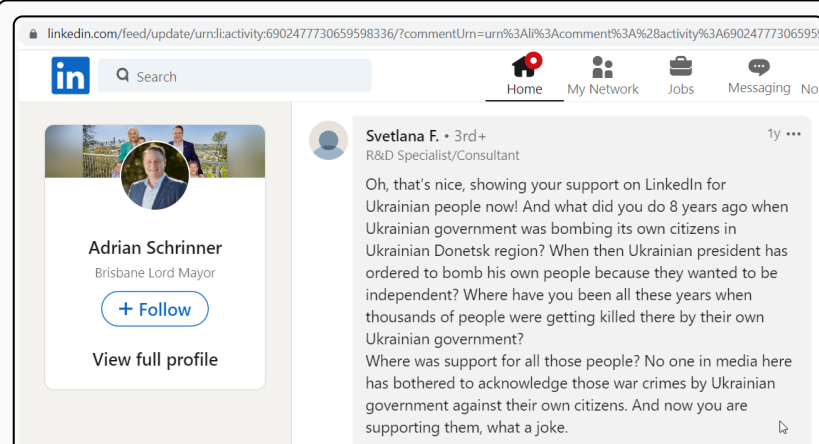 linkedin.com/feed/update/urn:li:activity:6902477730659598336/?commentUrn=urn%3Ali%3Acomment%3A%28activity%3A690247773065959
in
Search
Home
My Network
Jobs
Messaging
No
Adrian Schrinner
Brisbane Lord Mayor
+ Follow
View full profile
Svetlana F. • 3rd+
1y •••
R&D Specialist/Consultant
Oh, that's nice, showing your support on LinkedIn for
Ukrainian people now! And what did you do 8 years ago when
Ukrainian government was bombing its own citizens in
Ukrainian Donetsk region? When then Ukrainian president has
ordered to bomb his own people because they wanted to be
independent? Where have you been all these years when
thousands of people were getting killed there by their own
Ukrainian government?
Where was support for all those people? No one in media here
has bothered to acknowledge those war crimes by Ukrainian
government against their own citizens. And now you are
supporting them, what a joke.